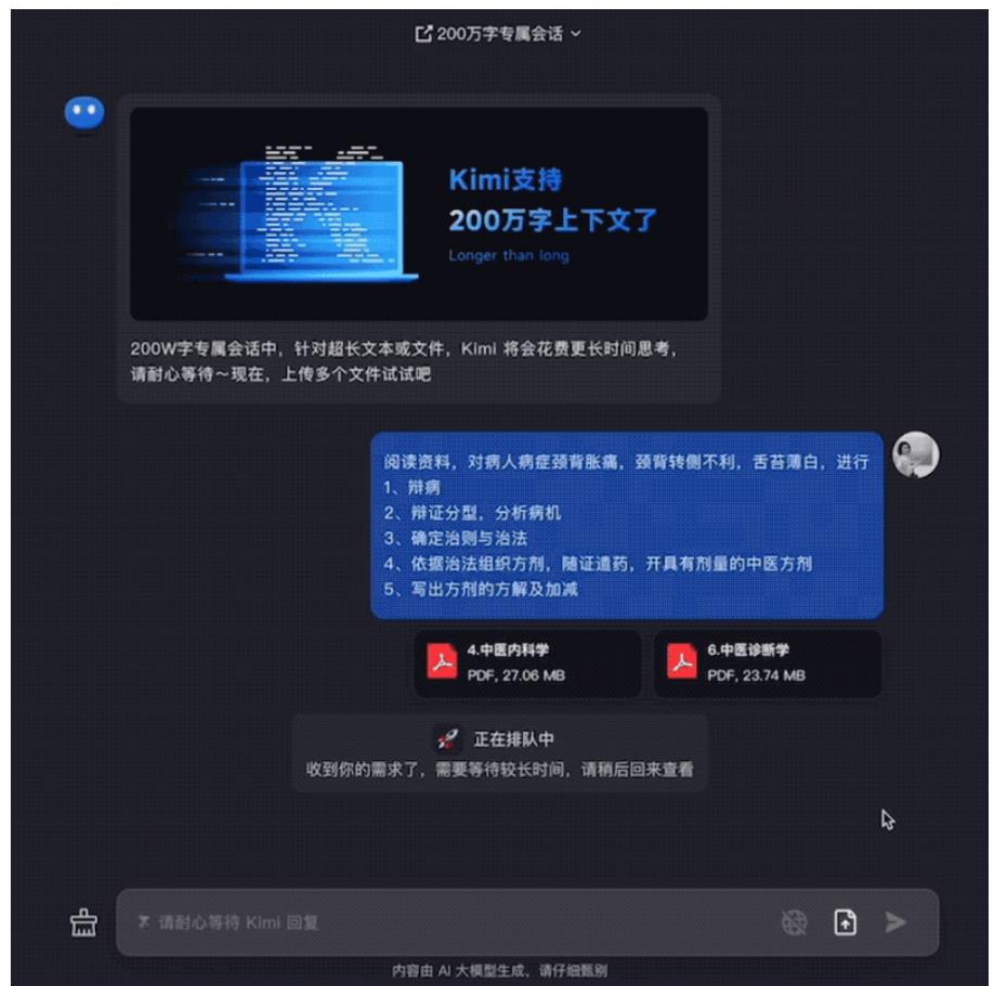 200万字专属会话
Kimi支持
200万字上下文了
Longer than long
200W字专属会话中，针对超长文本或文件，Kimi 将会花费更长时间思考，
请耐心等待～现在，上传多个文件试试吧
阅读资料，对病人病症颈背胀痛，颈背转侧不利，舌苔薄白，进行
1、辩病
2、辩证分型，分析病机
3、确定治则与治法
4、依据治法组织方剂，随证遣药，开具有剂量的中医方剂
5、写出方剂的方解及加减
4.中医内科学
PDF, 27.06 MB
6.中医诊断学
PDF, 23.74 MB
正在排队中
收到你的需求了，需要等待较长时间，请稍后回来查看
请耐心等待 Kimi 回复
内容由 AI 大模型生成，请仔细甄别